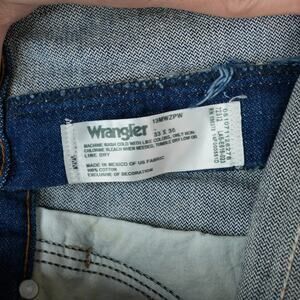 Wrangler
13MWZPW
33 X 36
MACHINE WASH COLD WITH LIKE COLORS, ONLY NON-
CHLORINE BLEACH WHEN NEEDED, TUMBLE DRY LOW OR
LINE DRY
MADE IN MEXICO OF US FABRIC
100% COTTON
EXCLUSIVE OF DECORATION